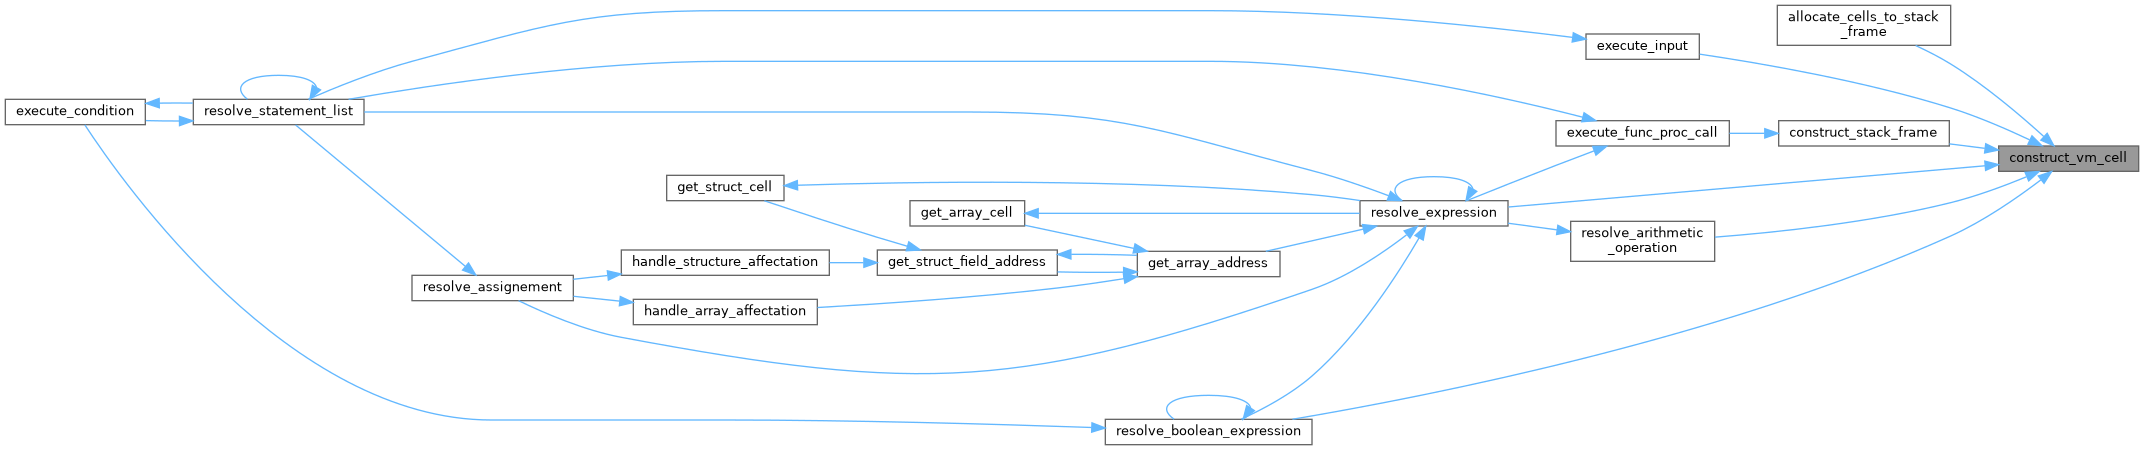 allocate_cells_to_stack
_frame
execute_input
execute_condition
resolve_statement_list
execute_func_proc_call
construct_stack_frame
construct_vm_cell
get_struct_cell
get_array_cell
resolve_expression
resolve_arithmetic
_operation
handle_structure_affectation
get_struct_field_address
get_array_address
resolve_assignement
handle_array_affectation
resolve_boolean_expression